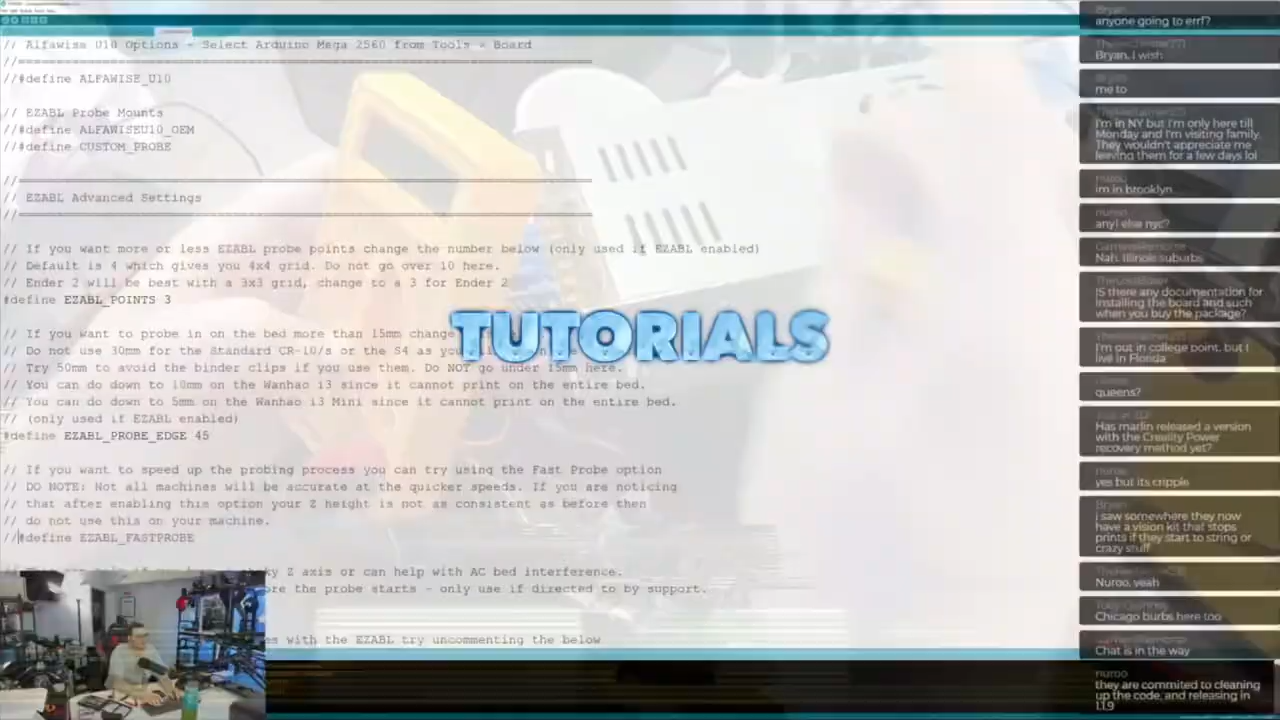 // Alfawise U10 Options - Select Arduino Mega 2560 from Tools > Board
//#define ALFAWISE_U10
// EZABL Probe Mounts
//#define ALFAWISEU10_OEM
//#define CUSTOM_PROBE
// EZABL Advanced Settings
// If you want more or less EZABL probe points change the number below (only used if EZABL enabled)
// Default is 4 which gives you 4x4 grid. Do not go over 10 here.
// Ender 2 will be best with a 3x3 grid, change to a 3 for Ender 2
#define EZABL_POINTS 3
// If you want to probe in on the bed more than 15mm change
// Do not use 30mm for the Standard CR-10/s or the S4 as
// Try 50mm to avoid the binder clips if you use them. Do NOT go under 15mm here.
// You can do down to 10mm on the Wanhao i3 since it cannot print on the entire bed.
// You can do down to 5mm on the Wanhao i3 Mini since it cannot print on the entire bed.
// (only used if EZABL enabled)
#define EZABL_PROBE_EDGE 45
// If you want to speed up the probing process you can try using the Fast Probe option
// DO NOTE: Not all machines will be accurate at the quicker speeds. If you are noticing
// that after enabling this option your Z height is not as consistent as before then
// do not use this on your machine.
//#define EZABL_FASTPROBE
ky Z axis or can help with AC bed interference.
ore the probe starts - only use if directed to by support.
es with the EZABL try uncommenting the below
TUTORIALS
Bryan
anyone going to errf?
Bryan, I wish
Bryan
me to
I'm in NY but I'm only here till
Monday and I'm visiting family.
They wouldn't appreciate me
leaving them for a few days lol
nuroo
im in brooklyn
nuroo
any1 else nyc?
Nah. Illinois suburbs
IS there any documentation for
installing the board and such
when you buy the package?
I'm out in college point, but I
live in Florida
queens?
Has marlin released a version
with the Creality Power
recovery method yet?
nuroo
yes but its cripple
Bryan
i saw somewhere they now
have a vision kit that stops
prints if they start to string or
crazy stuff
Nuroo, yeah
Chicago burbs here too
Chat is in the way
nuroo
they are commited to cleaning
up the code, and releasing in
1.1.9